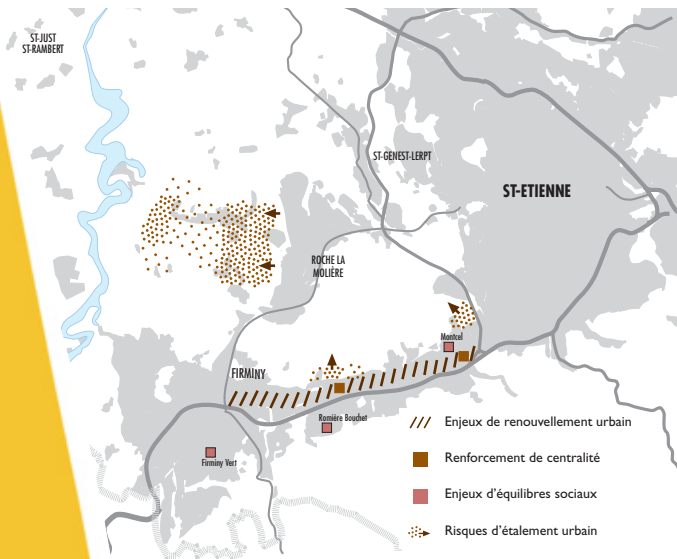 ST-JUST
ST-RAMBERT
ST-GENEST-LERPT
ST-ETIENNE
ROCHE LA
MOLIÈRE
Montcel
FIRMINY
Romière Bouchet
Firminy Vert
Enjeux de renouvellement urbain
Renforcement de centralité
Enjeux d'équilibres sociaux
Risques d'étalement urbain